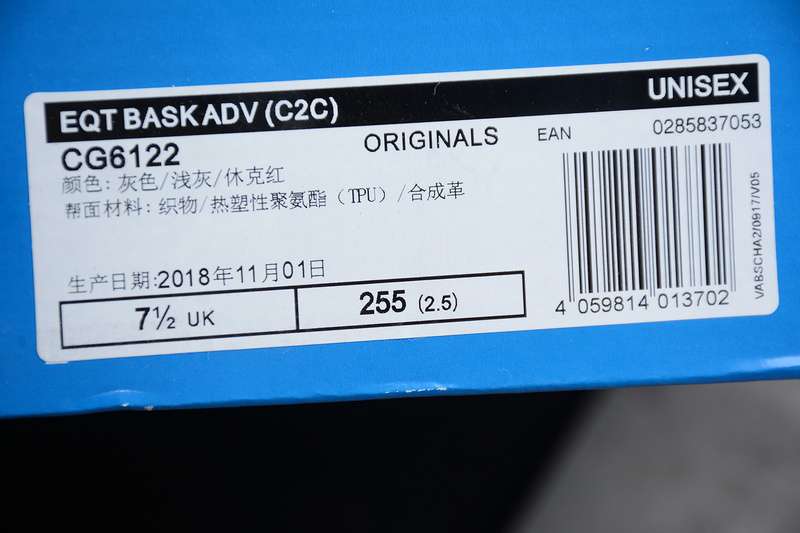 EQT BASK ADV (C2C)
UNISEX
CG6122
ORIGINALS
EAN
0285837053
颜色: 灰色/浅灰/休克红
帮面材料: 织物/热塑性聚氨酯（TPU）/合成革
生产日期:2018年11月01日
7½ UK
255 (2.5)
4 059814 013702
VABSCHA2/0917/V05